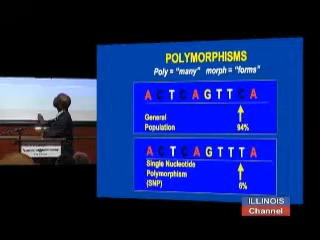 POLYMORPHISMS
Poly = "many" morph = "forms"
A C T C A G T T C A
General
Population 94%
A C T C A G T T T A
Single Nucleotide
Polymorphism
(SNP) 6%
ILLINOIS
Channel